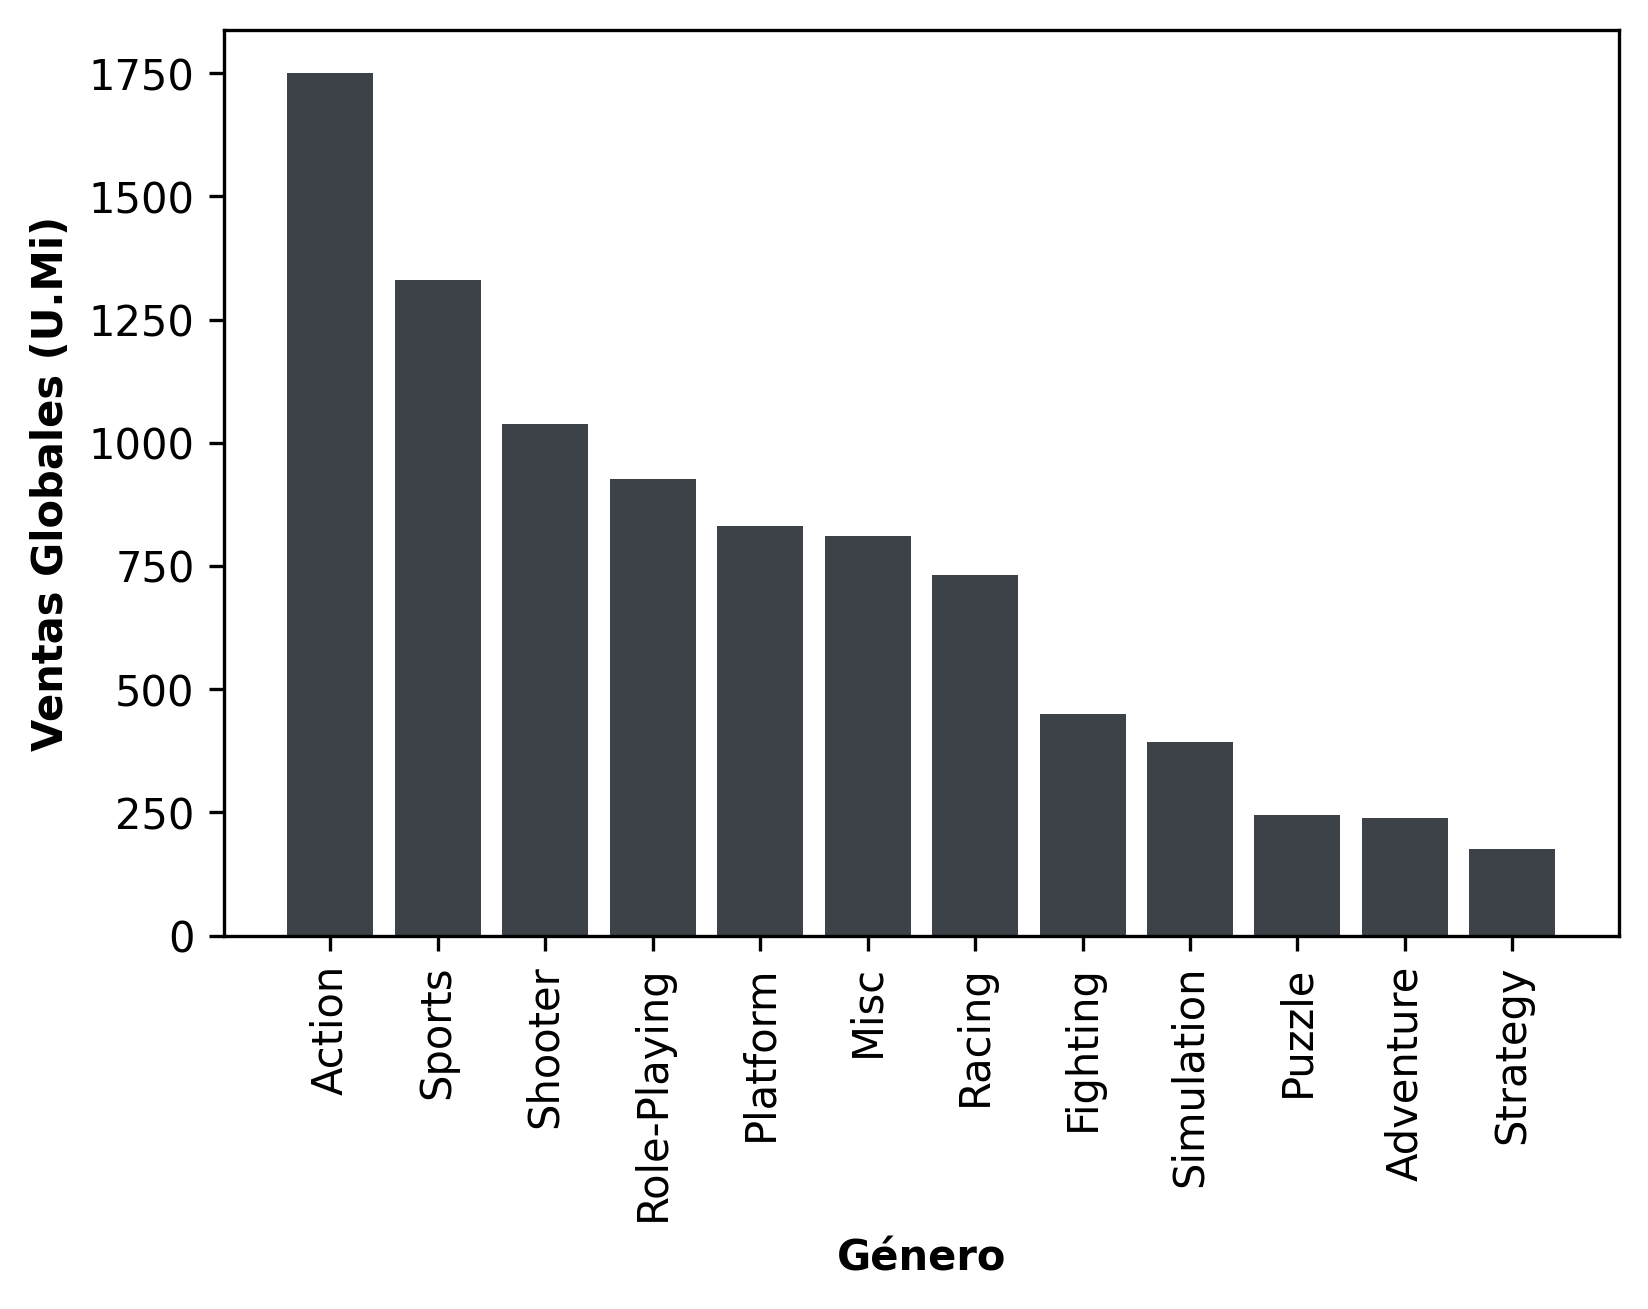 Ventas Globales (U.Mi)
1750
1500
1250
1000
750
500
250
0
Action
Sports
Shooter
Role-Playing
Platform
Misc
Racing
Fighting
Simulation
Puzzle
Adventure
Strategy
Género